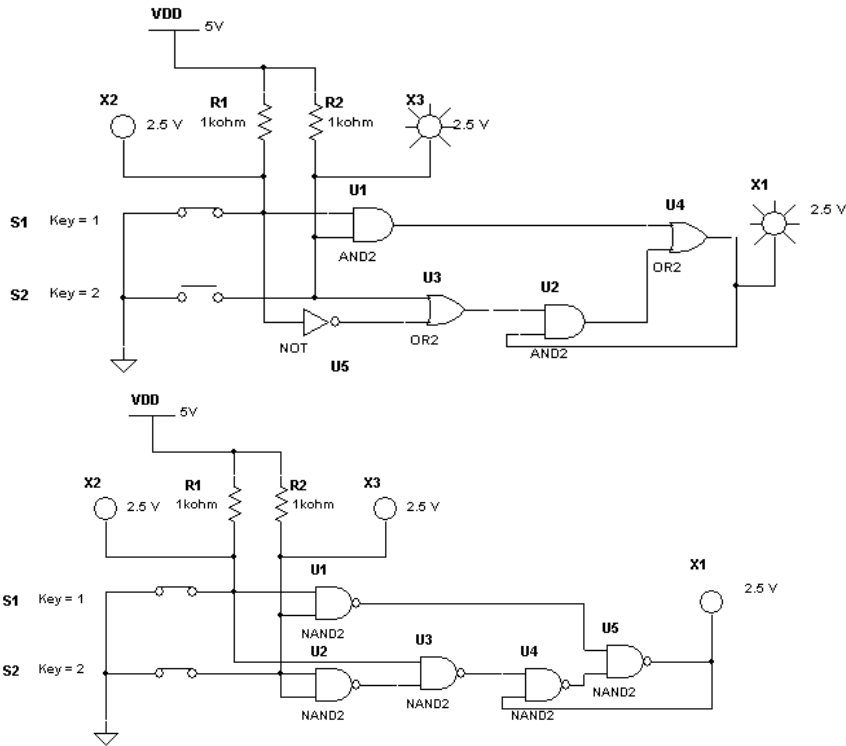 VDD
5V
X2
R1
R2
X3
2.5 V
1kohm
1kohm
2.5 V
U1
U4
X1
S1
Key = 1
2.5 V
AND2
OR2
S2
Key = 2
U3
U2
NOT
OR2
AND2
U5
VDD
5V
X2
R1
R2
X3
2.5 V
1kohm
1kohm
2.5 V
U1
X1
S1
Key = 1
2.5 V
NAND2
U5
U2
U3
U4
S2
Key = 2
NAND2
NAND2
NAND2
NAND2